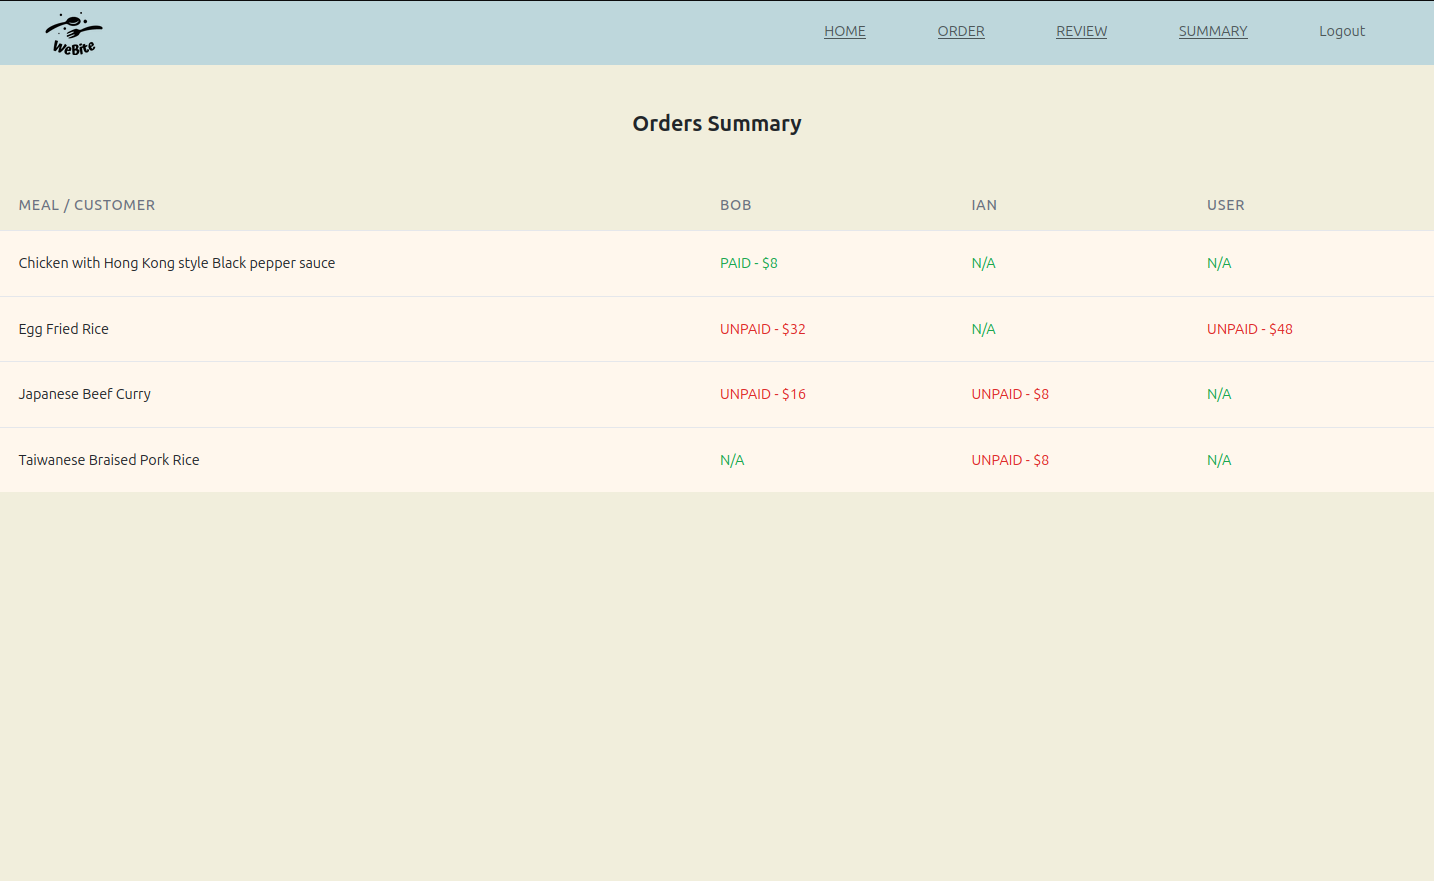 WeBite
HOME ORDER REVIEW SUMMARY Logout
Orders Summary
MEAL / CUSTOMER BOB IAN USER
Chicken with Hong Kong style Black pepper sauce PAID - $8 N/A N/A
Egg Fried Rice UNPAID - $32 N/A UNPAID - $48
Japanese Beef Curry UNPAID - $16 UNPAID - $8 N/A
Taiwanese Braised Pork Rice N/A UNPAID - $8 N/A